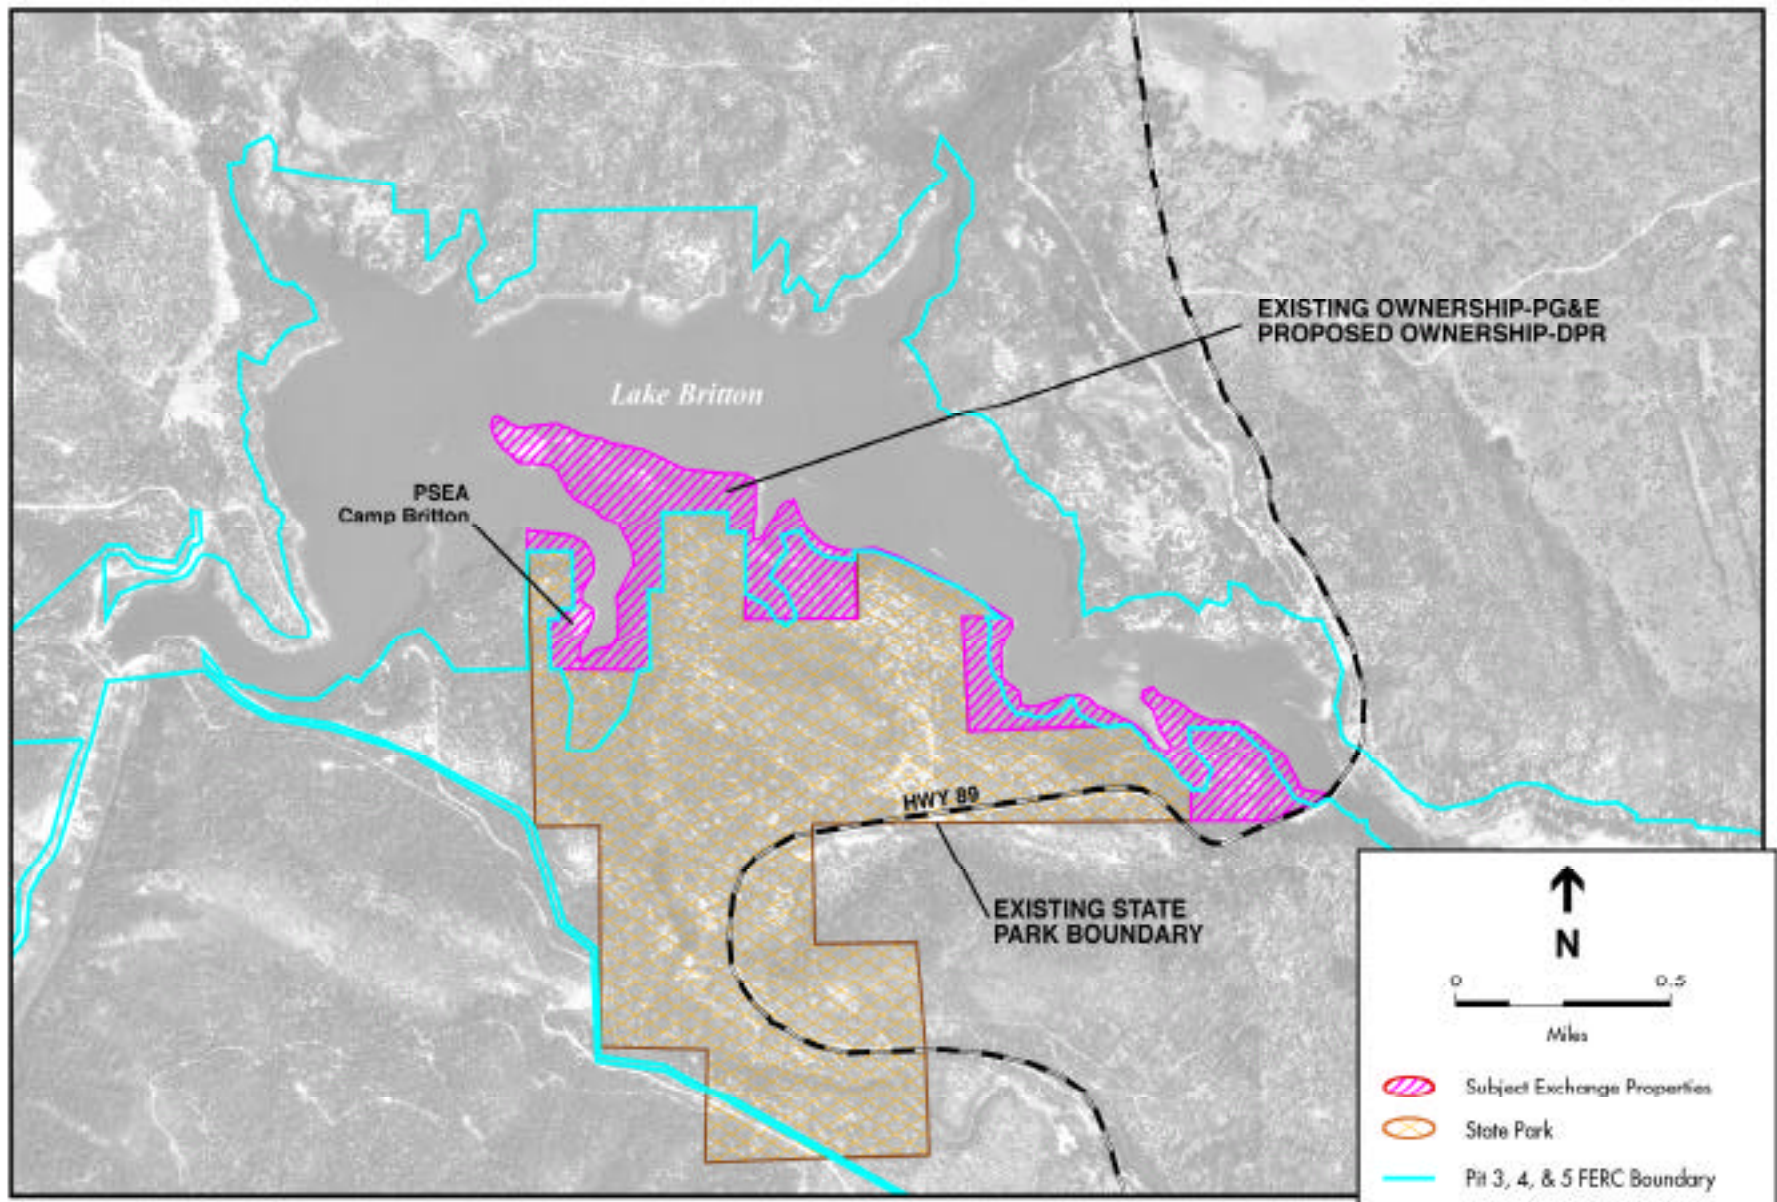 EXISTING OWNERSHIP-PG&E
PROPOSED OWNERSHIP-DPR
Lake Britton
PSEA
Camp Britton
HWY 89
EXISTING STATE
PARK BOUNDARY
N
0 0.5
Miles
Subject Exchange Properties
State Park
Pit 3, 4, & 5 FERC Boundary